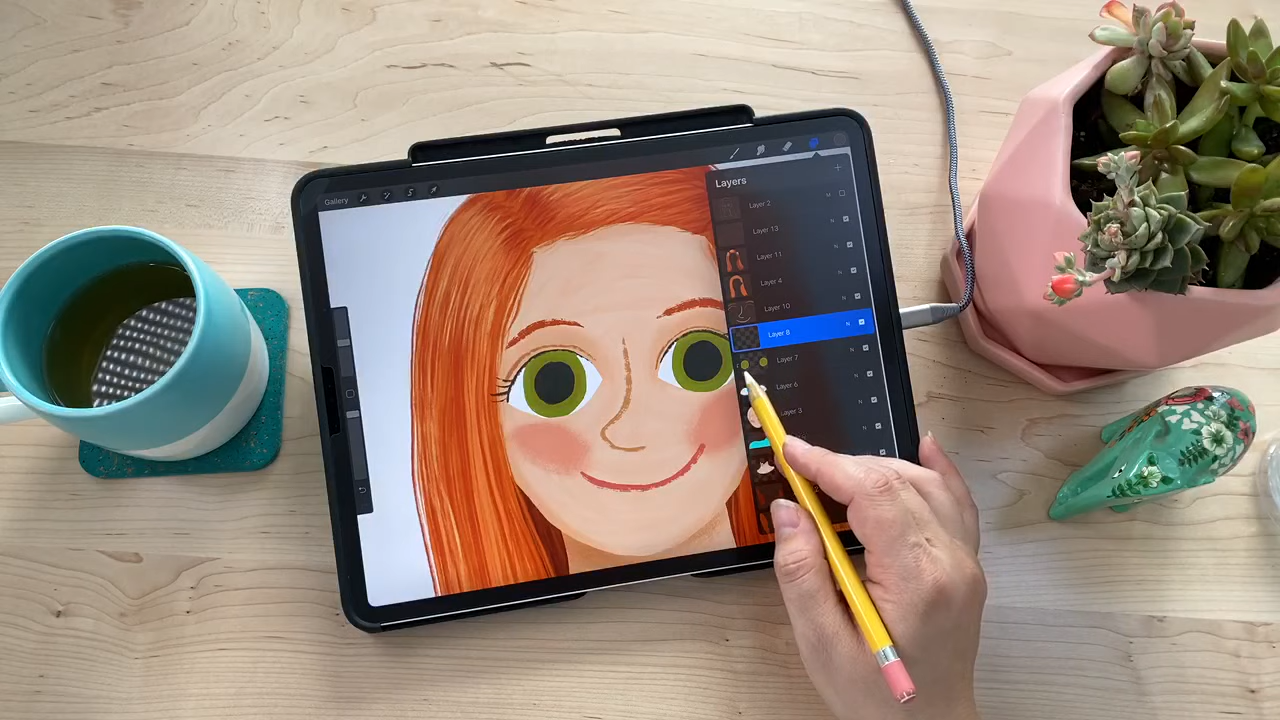 Gallery
Layers
Layer 2
M
Layer 13
N
Layer 11
N
Layer 4
N
Layer 10
N
Layer 8
N
Layer 7
N
Layer 6
Layer 3
N